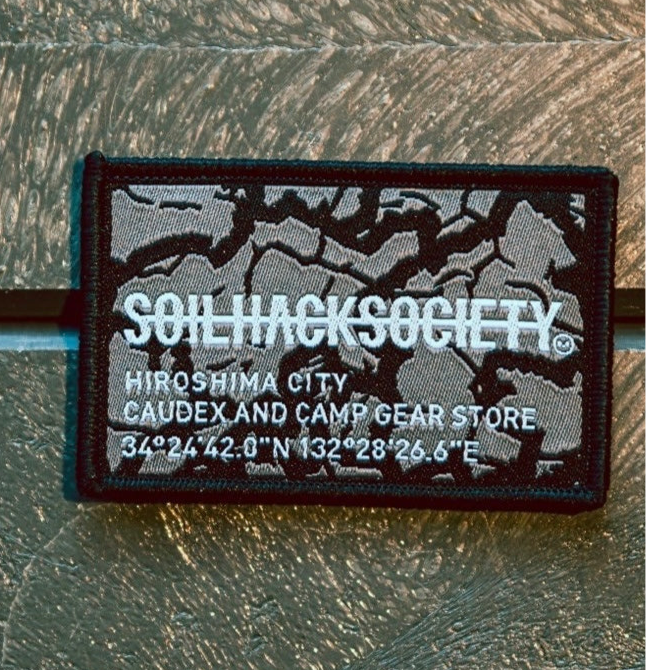 SOILHACKSOCIETY
HIROSHIMA CITY
CAUDEX AND CAMP GEAR STORE
34°24'42.0"N 132°28'26.6"E